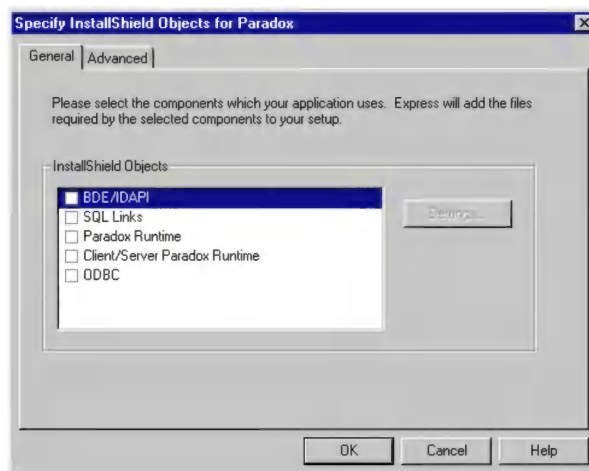 Specify InstallShield Objects for Paradox
General
Advanced
Please select the components which your application uses. Express will add the files
required by the selected components to your setup.
InstallShield Objects
BDE/IDAPI
SQL Links
Paradox Runtime
Client/Server Paradox Runtime
ODBC
Settings...
OK
Cancel
Help